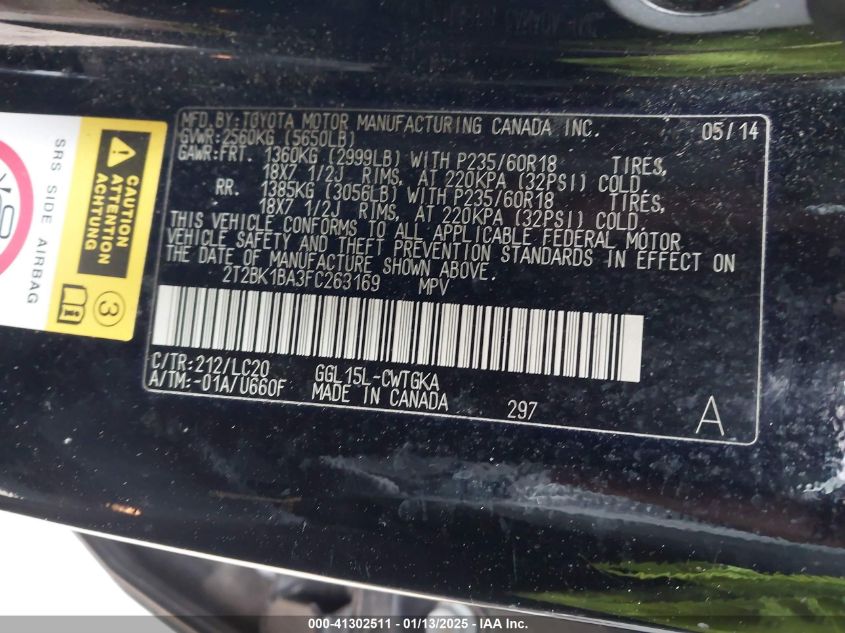 MFD. BY: TOYOTA MOTOR MANUFACTURING CANADA INC. 05/14
GVWR: 2560KG (5650LB)
GAWR: FRT. 1360KG (2999LB) WITH P235/60R18 TIRES,
18X7 1/2J RIMS, AT 220KPA (32PSI) COLD.
RR. 1385KG (3056LB) WITH P235/60R18 TIRES,
18X7 1/2J RIMS, AT 220KPA (32PSI) COLD.
THIS VEHICLE CONFORMS TO ALL APPLICABLE FEDERAL MOTOR
VEHICLE SAFETY AND THEFT PREVENTION STANDARDS IN EFFECT ON
THE DATE OF MANUFACTURE SHOWN ABOVE.
2T2BK1BA3FC263169 MPV
C/TR: 212/LC20 GGL15L-CWTGKA
A/TM: -01A/U660F MADE IN CANADA 297 A
SRS SIDE AIRBAG
CAUTION
ATTENTION
ACHTUNG
3
i
000-41302511 - 01/13/2025 - IAA Inc.